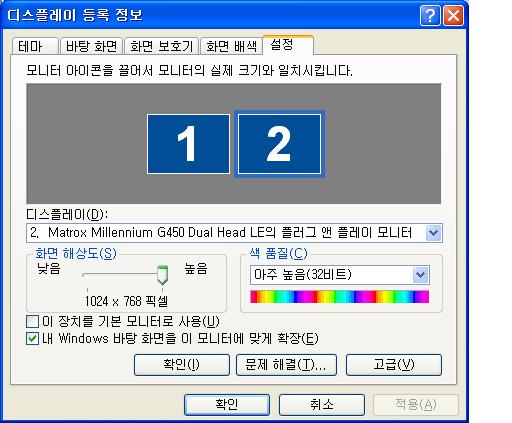 디스플레이 등록 정보
테마 바탕 화면 화면 보호기 화면 배색 설정
모니터 아이콘을 끌어서 모니터의 실제 크기와 일치시킵니다.
1 2
디스플레이(D):
2. Matrox Millennium G450 Dual Head LE의 플러그 앤 플레이 모니터
화면 해상도(S) 색 품질(C)
낮음 높음 아주 높음(32비트)
1024 x 768 픽셀
이 장치를 기본 모니터로 사용(U)
내 Windows 바탕 화면을 이 모니터에 맞게 확장(E)
확인(I) 문제 해결(T)... 고급(V)
확인 취소 적용(A)